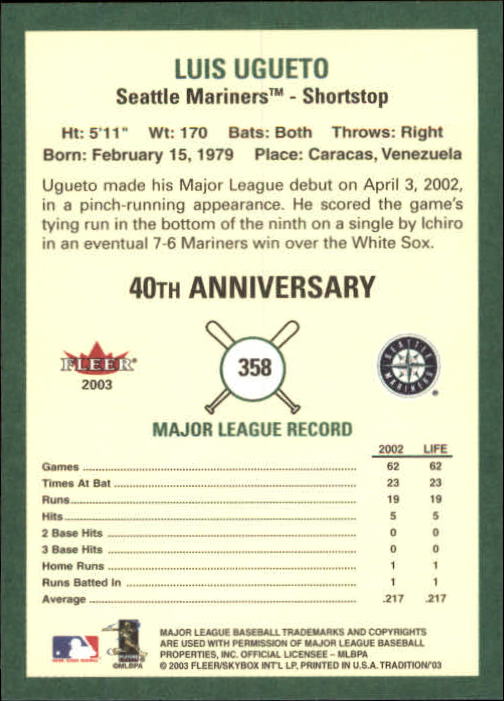 LUIS UGUETO
Seattle Mariners™ - Shortstop
Ht: 5'11" Wt: 170 Bats: Both Throws: Right
Born: February 15, 1979 Place: Caracas, Venezuela
Ugueto made his Major League debut on April 3, 2002,
in a pinch-running appearance. He scored the game's
tying run in the bottom of the ninth on a single by Ichiro
in an eventual 7-6 Mariners win over the White Sox.
40TH ANNIVERSARY
FLEER
2003
358
SEATTLE
MARINERS
®
MAJOR LEAGUE RECORD
2002 LIFE
Games 62 62
Times At Bat 23 23
Runs 19 19
Hits 5 5
2 Base Hits 0 0
3 Base Hits 0 0
Home Runs 1 1
Runs Batted In 1 1
Average .217 .217
©MLBPA
MAJOR LEAGUE BASEBALL TRADEMARKS AND COPYRIGHTS
ARE USED WITH PERMISSION OF MAJOR LEAGUE BASEBALL
PROPERTIES, INC. OFFICIAL LICENSEE - MLBPA
© 2003 FLEER/SKYBOX INT'L LP, PRINTED IN U.S.A. TRADITION/'03